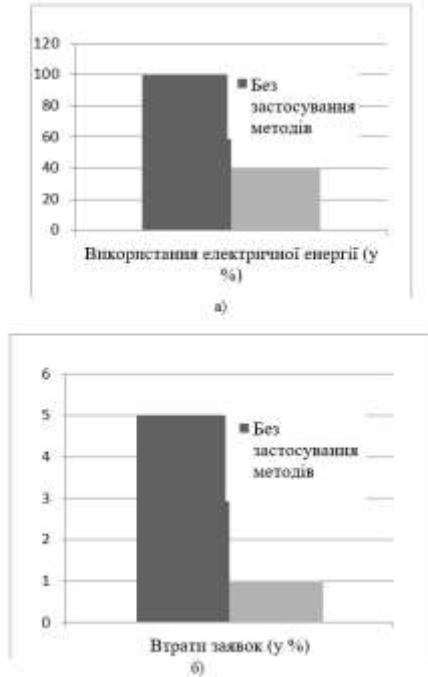 120
100
80
60
40
20
0
■ Без
застосування
методів
Використання електричної енергії (у
%)
а)
6
5
4
3
2
1
0
■ Без
застосування
методів
Втрати заявок (у %)
б)